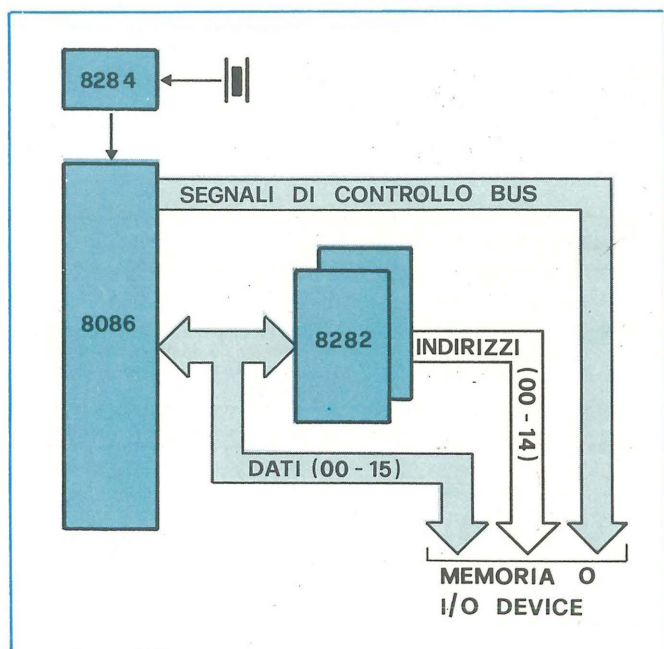 8284
SEGNALI DI CONTROLLO BUS
8086
8282
INDIRIZZI
(00-14)
DATI (00-15)
MEMORIA O
I/O DEVICE